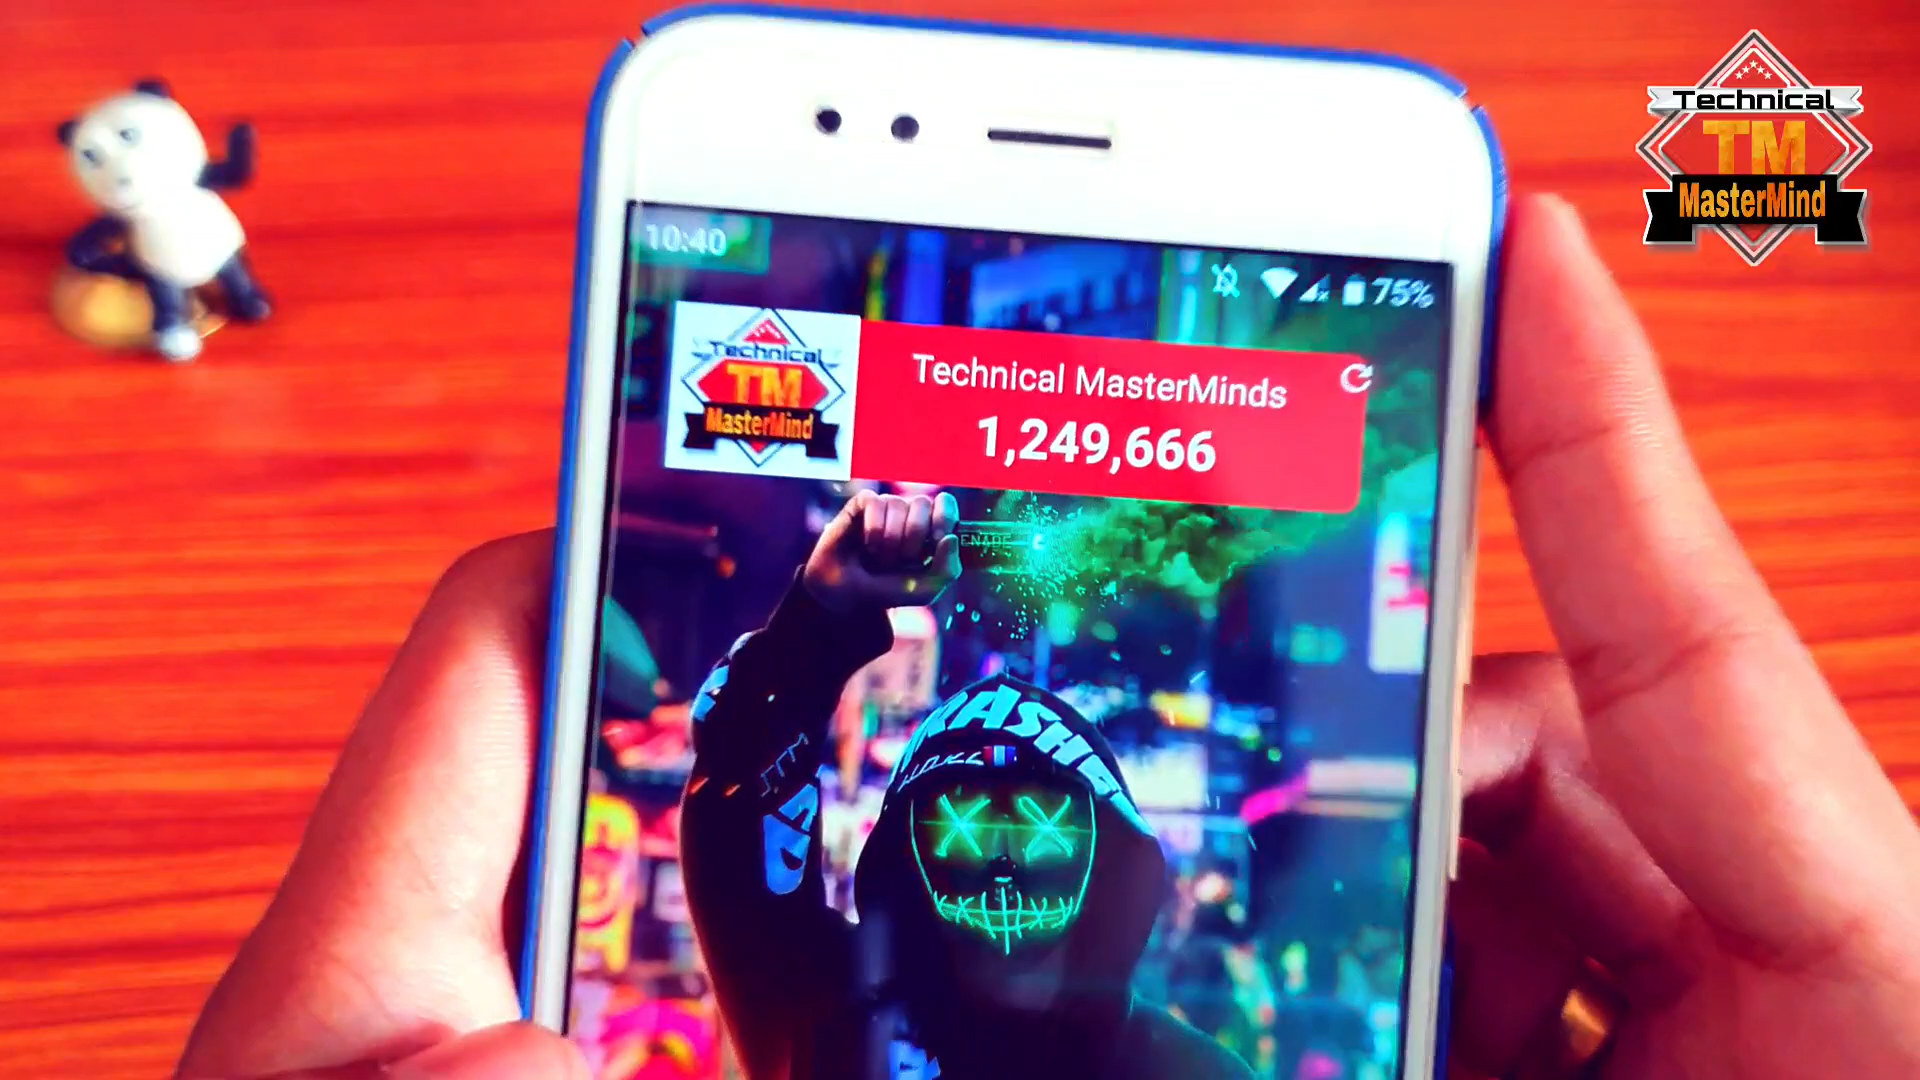 Technical
TM
MasterMind
10:40
75%
Technical
TM
MasterMind
Technical MasterMinds
1,249,666